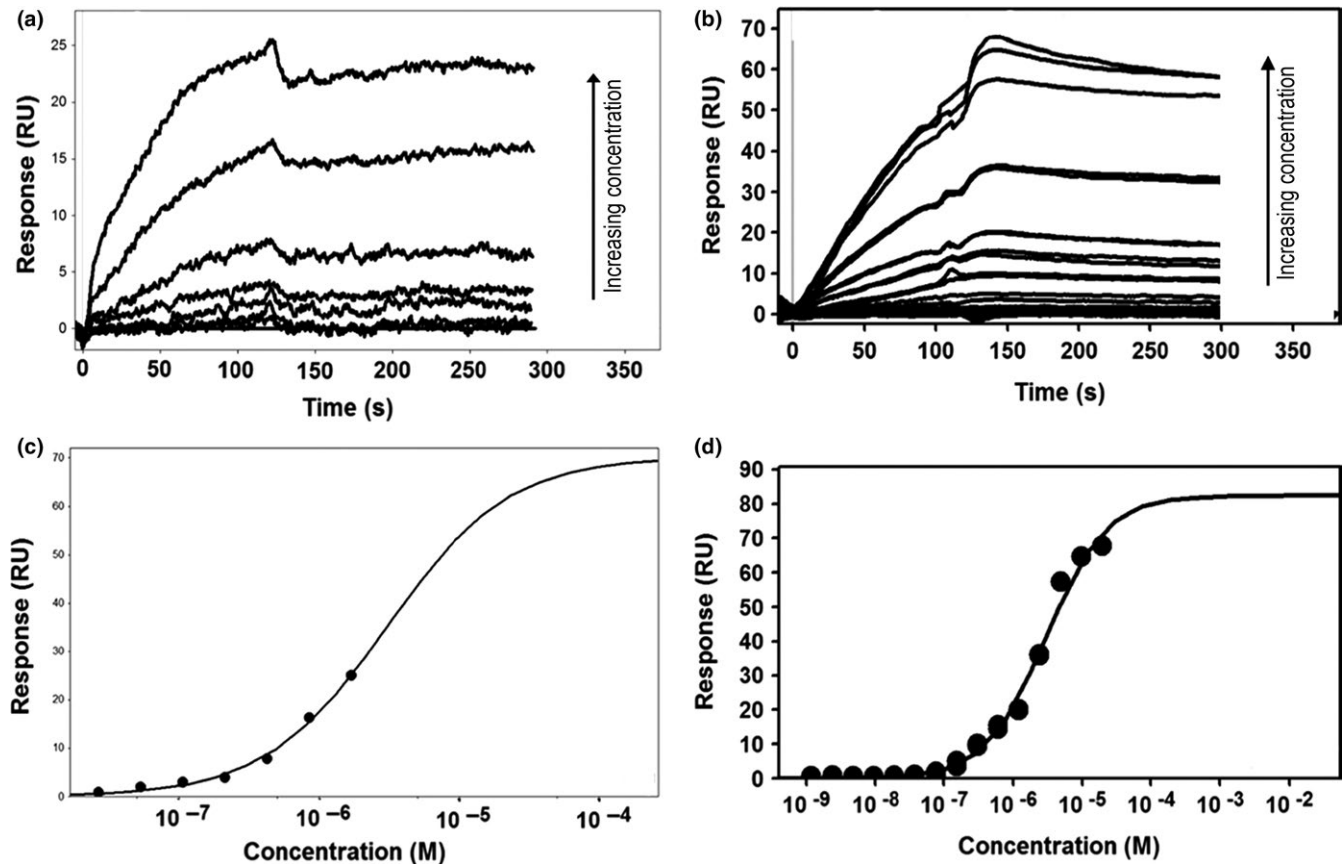 (a)
25
20
15
10
5
0
Response (RU)
0 50 100 150 200 250 300 350
Time (s)
Increasing concentration
(b)
70
60
50
40
30
20
10
0
Response (RU)
0 50 100 150 200 250 300 350
Time (s)
Increasing concentration
(c)
70
60
50
40
30
20
10
0
Response (RU)
10⁻⁷ 10⁻⁶ 10⁻⁵ 10⁻⁴
Concentration (M)
(d)
90
80
70
60
50
40
30
20
10
0
Response (RU)
10⁻⁹ 10⁻⁸ 10⁻⁷ 10⁻⁶ 10⁻⁵ 10⁻⁴ 10⁻³ 10⁻²
Concentration (M)